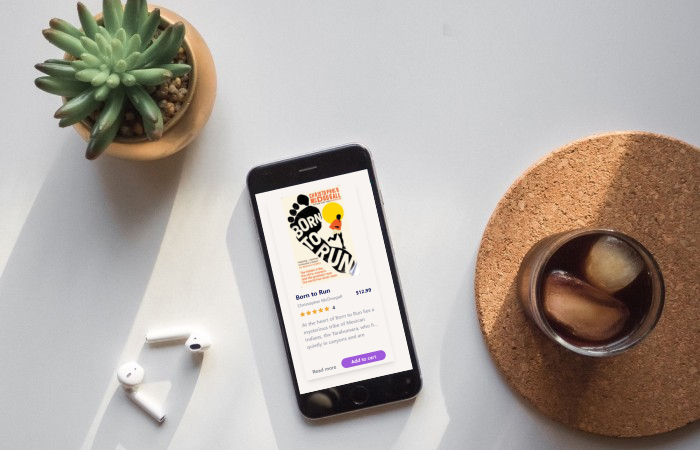 CHRISTOPHER
McDOUGALL
BORN
TO
RUN
Born to Run
$12.99
Christopher McDougall
4
At the heart of Born to Run lies a
mysterious tribe of Mexican
Indians, the Tarahumara, who li...
quietly in canyons and are
Read more
Add to cart